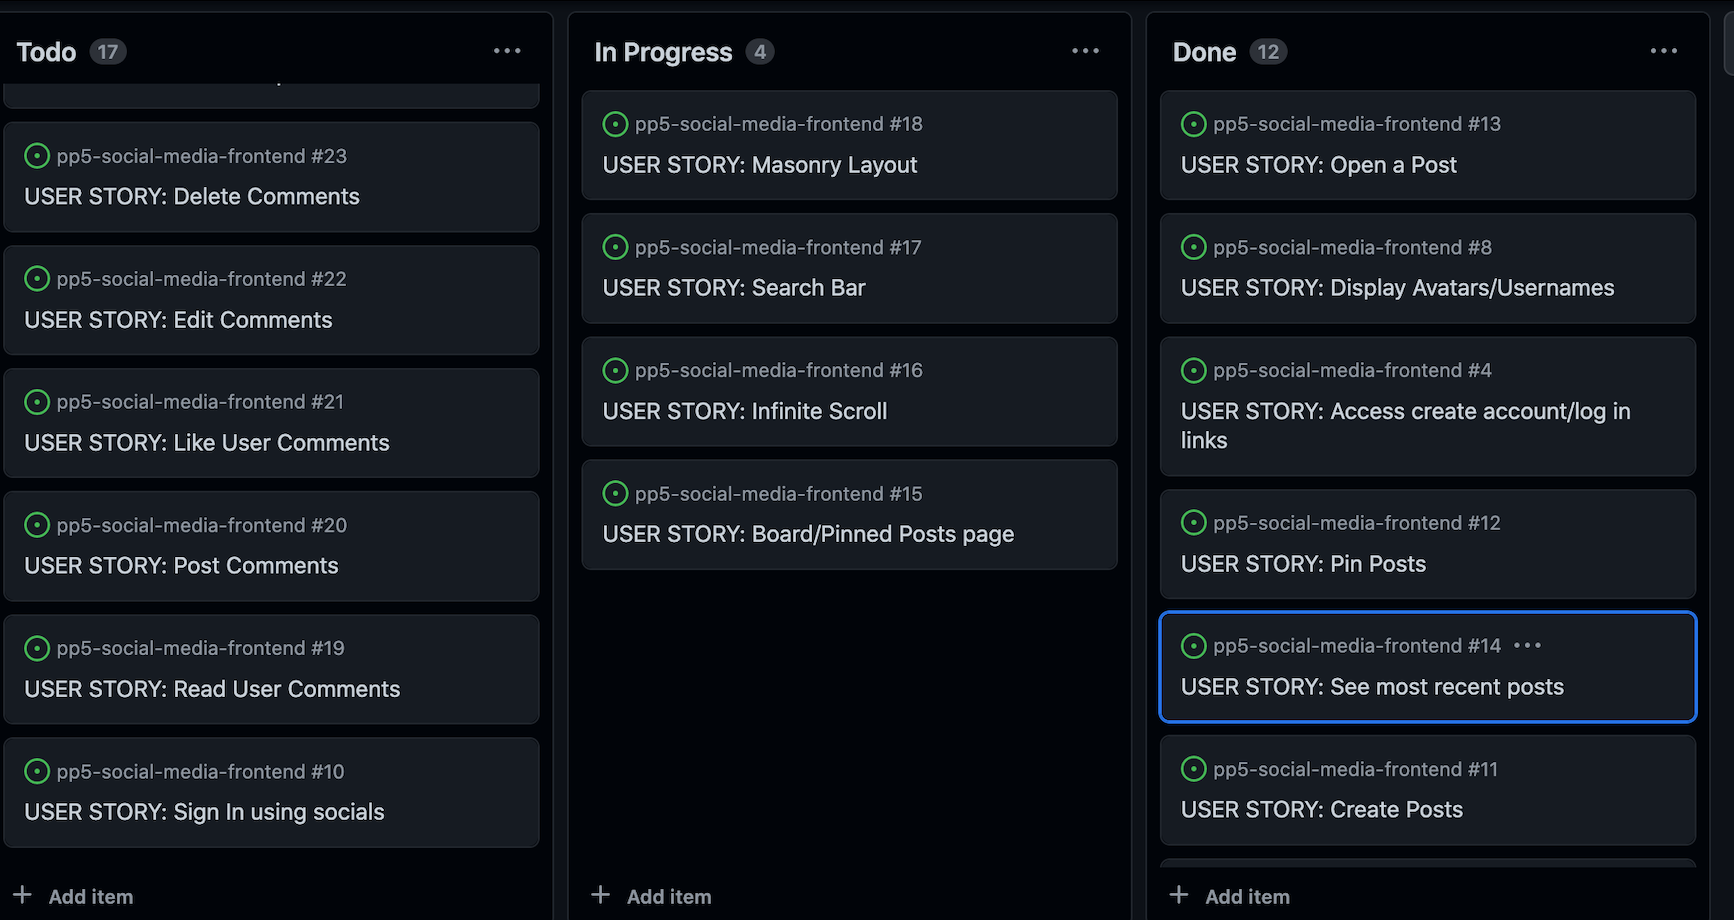 Todo 17
pp5-social-media-frontend #23
USER STORY: Delete Comments
pp5-social-media-frontend #22
USER STORY: Edit Comments
pp5-social-media-frontend #21
USER STORY: Like User Comments
pp5-social-media-frontend #20
USER STORY: Post Comments
pp5-social-media-frontend #19
USER STORY: Read User Comments
pp5-social-media-frontend #10
USER STORY: Sign In using socials
Add item
In Progress 4
pp5-social-media-frontend #18
USER STORY: Masonry Layout
pp5-social-media-frontend #17
USER STORY: Search Bar
pp5-social-media-frontend #16
USER STORY: Infinite Scroll
pp5-social-media-frontend #15
USER STORY: Board/Pinned Posts page
Add item
Done 12
pp5-social-media-frontend #13
USER STORY: Open a Post
pp5-social-media-frontend #8
USER STORY: Display Avatars/Usernames
pp5-social-media-frontend #4
USER STORY: Access create account/log in
links
pp5-social-media-frontend #12
USER STORY: Pin Posts
pp5-social-media-frontend #14
USER STORY: See most recent posts
pp5-social-media-frontend #11
USER STORY: Create Posts
Add item